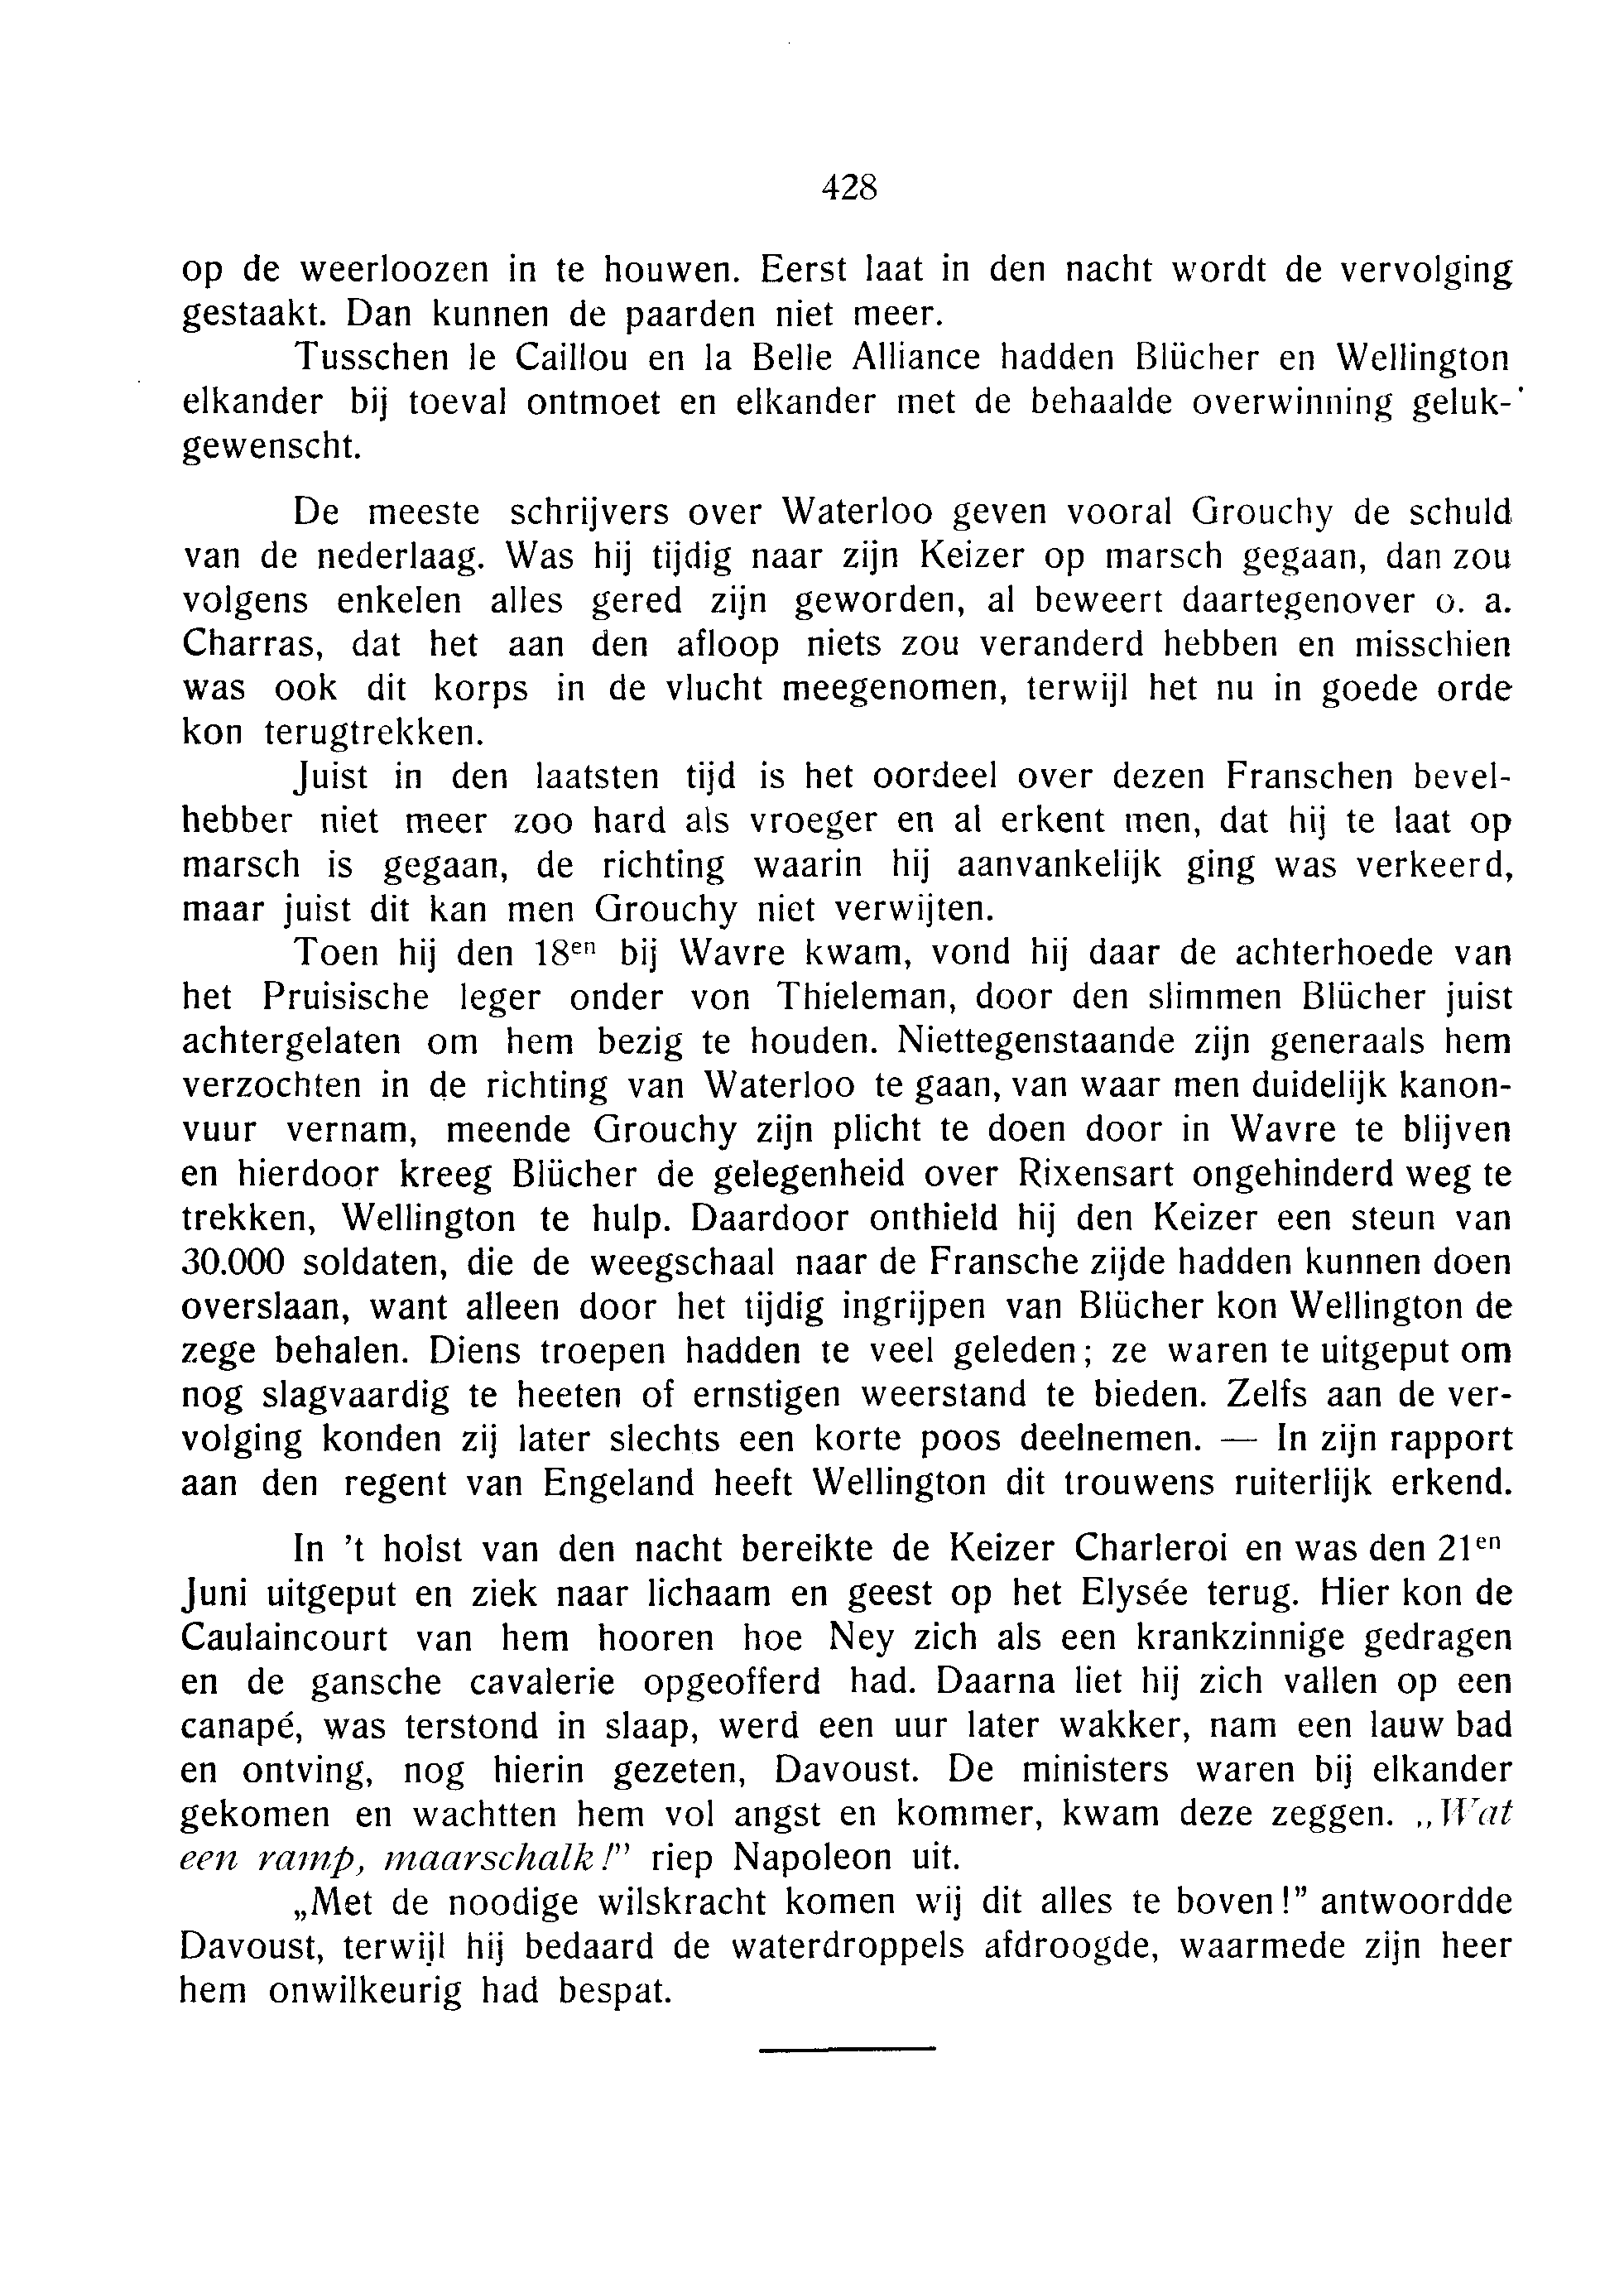 428
op de weerloozen in te houwen. Eerst laat in den nacht wordt de vervolging
gestaakt. Dan kunnen de paarden niet meer.
Tusschen le Caillou en la Belle Alliance hadden Blücher en Wellington
elkander bij toeval ontmoet en elkander met de behaalde overwinning geluk-
gewenscht.
De meeste schrijvers over Waterloo geven vooral Grouchy de schuld
van de nederlaag. Was hij tijdig naar zijn Keizer op marsch gegaan, dan zou
volgens enkelen alles gered zijn geworden, al beweert daartegenover o. a.
Charras, dat het aan den afloop niets zou veranderd hebben en misschien
was ook dit korps in de vlucht meegenomen, terwijl het nu in goede orde
kon terugtrekken.
Juist in den laatsten tijd is het oordeel over dezen Franschen bevel-
hebber niet meer zoo hard als vroeger en al erkent men, dat hij te laat op
marsch is gegaan, de richting waarin hij aanvankelijk ging was verkeerd,
maar juist dit kan men Grouchy niet verwijten.
Toen hij den 18en bij Wavre kwam, vond hij daar de achterhoede van
het Pruisische leger onder von Thieleman, door den slimmen Blücher juist
achtergelaten om hem bezig te houden. Niettegenstaande zijn generaals hem
verzochten in de richting van Waterloo te gaan, van waar men duidelijk kanon-
vuur vernam, meende Grouchy zijn plicht te doen door in Wavre te blijven
en hierdoor kreeg Blücher de gelegenheid over Rixensart ongehinderd weg te
trekken, Wellington te hulp. Daardoor onthield hij den Keizer een steun van
30.000 soldaten, die de weegschaal naar de Fransche zijde hadden kunnen doen
overslaan, want alleen door het tijdig ingrijpen van Blücher kon Wellington de
zege behalen. Diens troepen hadden te veel geleden; ze waren te uitgeput om
nog slagvaardig te heeten of ernstigen weerstand te bieden. Zelfs aan de ver-
volging konden zij later slechts een korte poos deelnemen. — In zijn rapport
aan den regent van Engeland heeft Wellington dit trouwens ruiterlijk erkend.
In 't holst van den nacht bereikte de Keizer Charleroi en was den 21en
Juni uitgeput en ziek naar lichaam en geest op het Elysée terug. Hier kon de
Caulaincourt van hem hooren hoe Ney zich als een krankzinnige gedragen
en de gansche cavalerie opgeofferd had. Daarna liet hij zich vallen op een
canapé, was terstond in slaap, werd een uur later wakker, nam een lauw bad
en ontving, nog hierin gezeten, Davoust. De ministers waren bij elkander
gekomen en wachtten hem vol angst en kommer, kwam deze zeggen. „Wat
een ramp, maarschalk!” riep Napoleon uit.
„Met de noodige wilskracht komen wij dit alles te boven!” antwoordde
Davoust, terwijl hij bedaard de waterdroppels afdroogde, waarmede zijn heer
hem onwilkeurig had bespat.